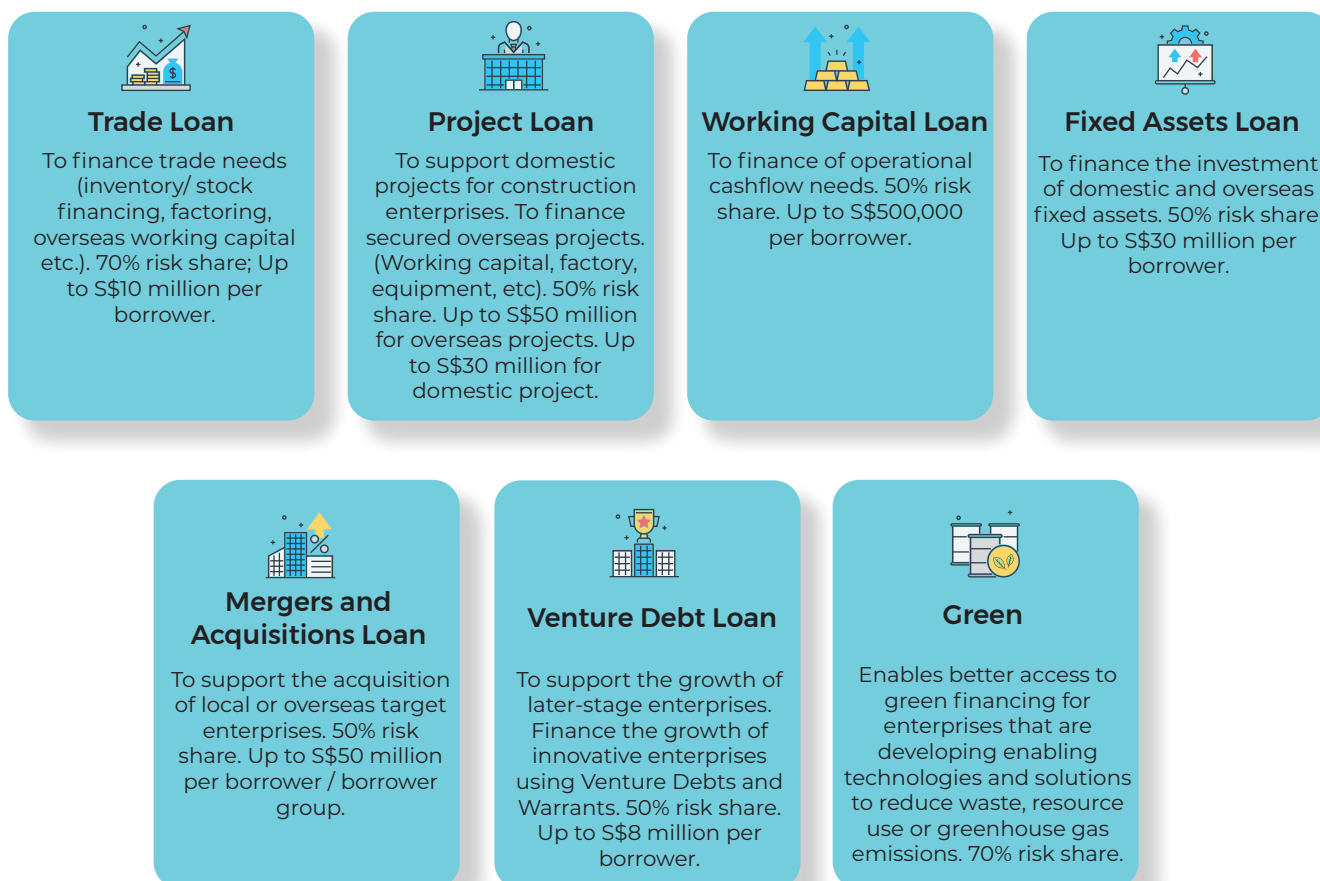 Trade Loan
To finance trade needs
(inventory/ stock
financing, factoring,
overseas working capital
etc.). 70% risk share; Up
to S$10 million per
borrower.
Project Loan
To support domestic
projects for construction
enterprises. To finance
secured overseas projects.
(Working capital, factory,
equipment, etc). 50% risk
share. Up to S$50 million
for overseas projects. Up
to S$30 million for
domestic project.
Working Capital Loan
To finance of operational
cashflow needs. 50% risk
share. Up to S$500,000
per borrower.
Fixed Assets Loan
To finance the investment
of domestic and overseas
fixed assets. 50% risk share
Up to S$30 million per
borrower.
Mergers and
Acquisitions Loan
To support the acquisition
of local or overseas target
enterprises. 50% risk
share. Up to S$50 million
per borrower / borrower
group.
Venture Debt Loan
To support the growth of
later-stage enterprises.
Finance the growth of
innovative enterprises
using Venture Debts and
Warrants. 50% risk share.
Up to S$8 million per
borrower.
Green
Enables better access to
green financing for
enterprises that are
developing enabling
technologies and solutions
to reduce waste, resource
use or greenhouse gas
emissions. 70% risk share.